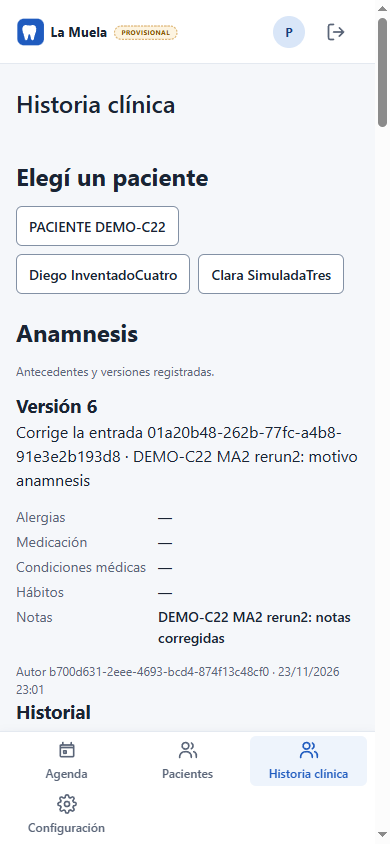 La Muela PROVISIONAL P
Historia clínica
Elegí un paciente
PACIENTE DEMO-C22
Diego InventadoCuatro Clara SimuladaTres
Anamnesis
Antecedentes y versiones registradas.
Versión 6
Corrige la entrada 01a20b48-262b-77fc-a4b8-
91e3e2b193d8 · DEMO-C22 MA2 rerun2: motivo
anamnesis
Alergias —
Medicación —
Condiciones médicas —
Hábitos —
Notas DEMO-C22 MA2 rerun2: notas
corregidas
Autor b700d631-2eee-4693-bcd4-874f13c48cf0 · 23/11/2026
23:01
Historial
Agenda Pacientes Historia clínica
Configuración